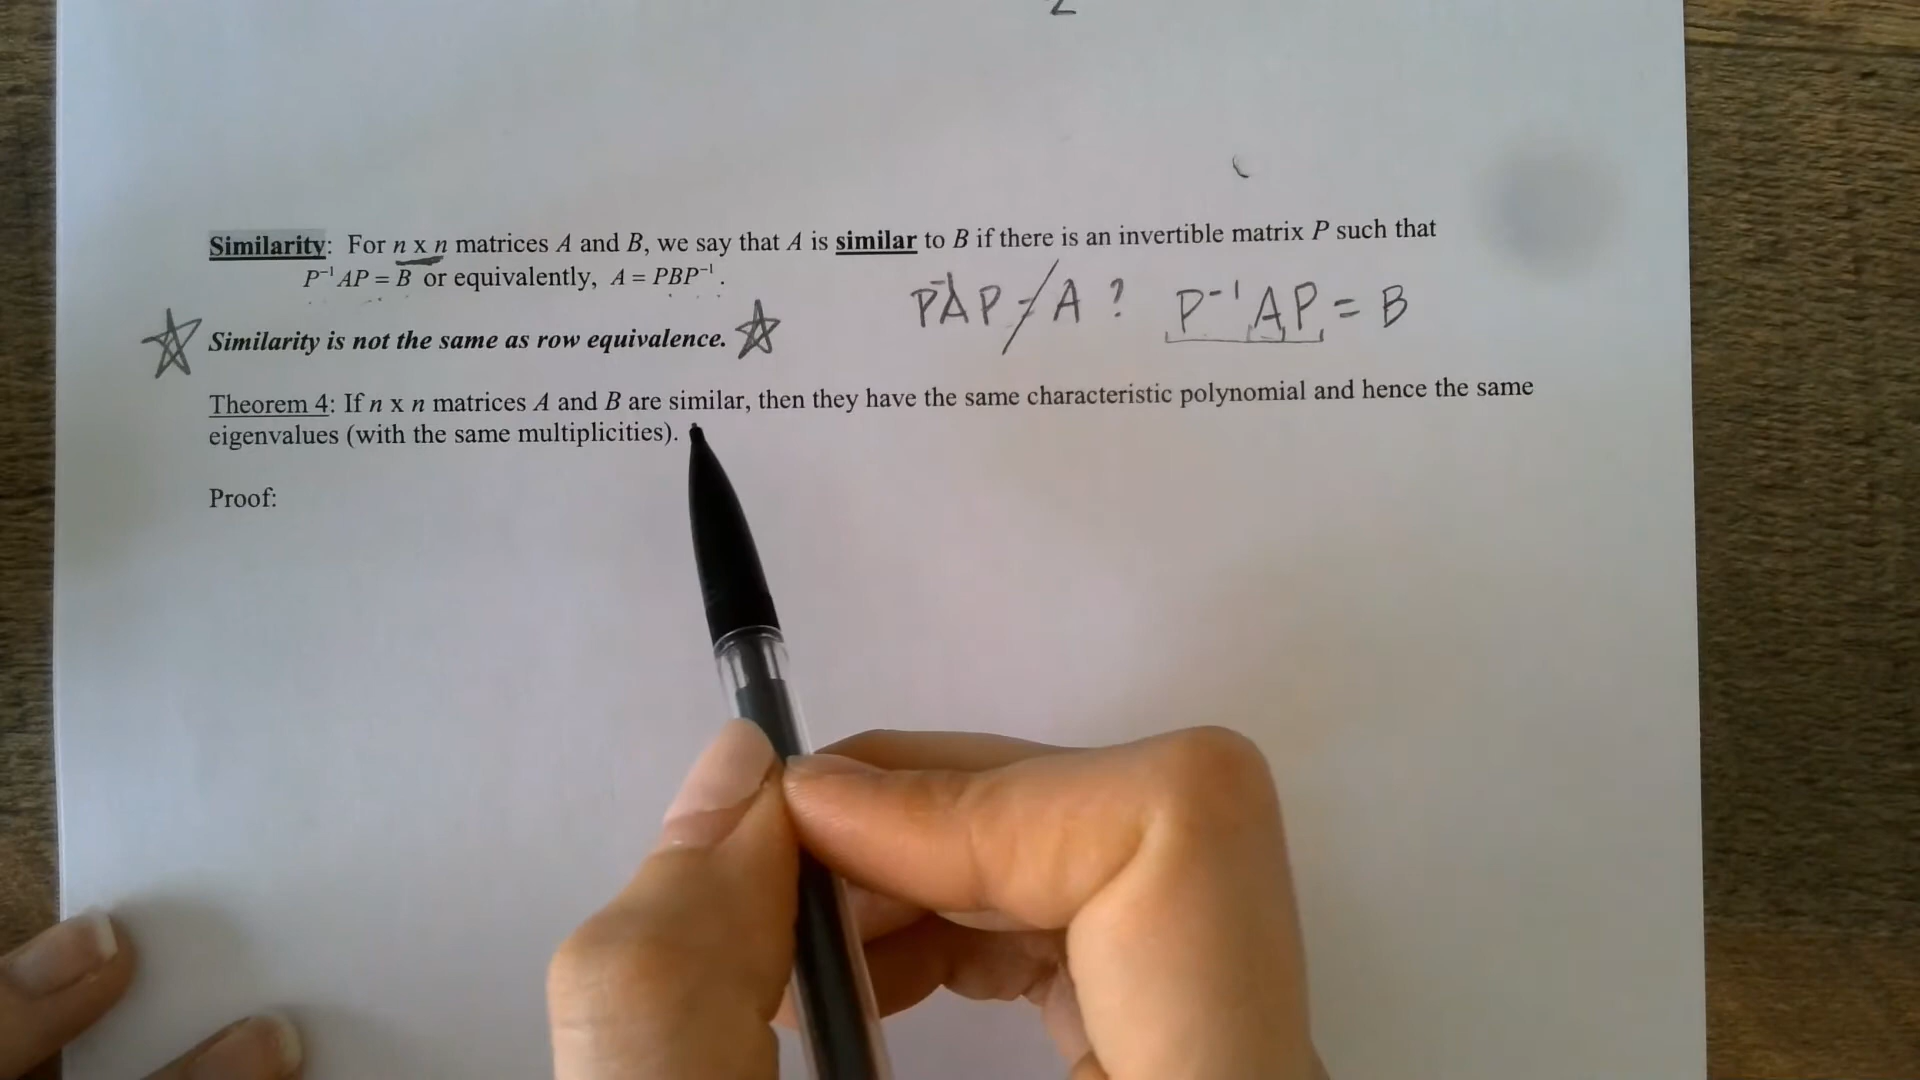 2
Similarity: For n x n matrices A and B, we say that A is similar to B if there is an invertible matrix P such that
P⁻¹AP = B or equivalently, A = PBP⁻¹.
P⁻AP = A ? P⁻¹AP = B
Similarity is not the same as row equivalence.
Theorem 4: If n x n matrices A and B are similar, then they have the same characteristic polynomial and hence the same
eigenvalues (with the same multiplicities).
Proof: